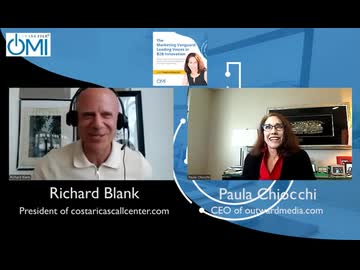 OMI
The
Marketing Vanguard
Leading Voices in
B2B Innovation
OMI
Richard Blank
Paula Chiocchi
Richard Blank
President of costaricascallcenter.com
Paula Chiocchi
CEO of outwardmedia.com